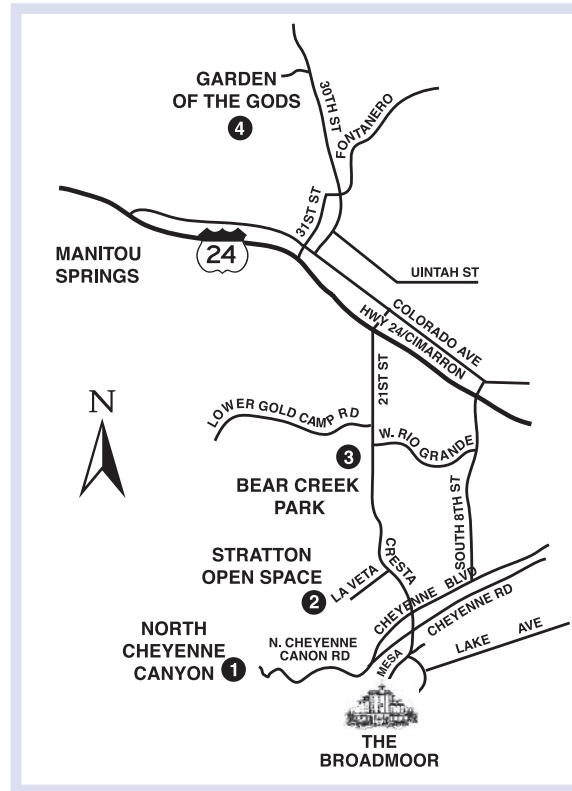 GARDEN
OF THE GODS
4
30TH ST
FONTANERO
31ST ST
24
MANITOU
SPRINGS
UINTAH ST
COLORADO AVE
HWY 24/CIMARRON
N
21ST ST
LOWER GOLD CAMP RD
W. RIO GRANDE
3
BEAR CREEK
PARK
SOUTH 8TH ST
STRATTON
OPEN SPACE
2
LA VETA
CRESTA
CHEYENNE BLVD
CHEYENNE RD
NORTH
CHEYENNE
CANYON
1
N. CHEYENNE
CANON RD
MESA
LAKE AVE
THE
BROADMOOR